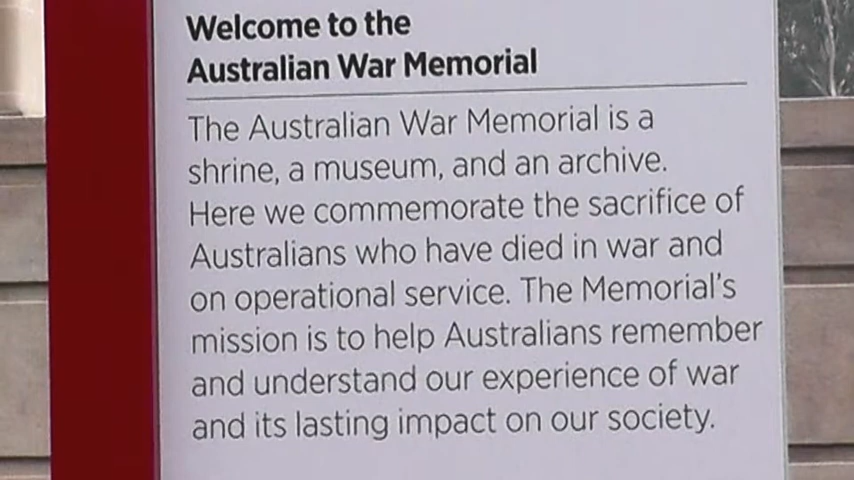 Welcome to the
Australian War Memorial
The Australian War Memorial is a
shrine, a museum, and an archive.
Here we commemorate the sacrifice of
Australians who have died in war and
on operational service. The Memorial’s
mission is to help Australians remember
and understand our experience of war
and its lasting impact on our society.